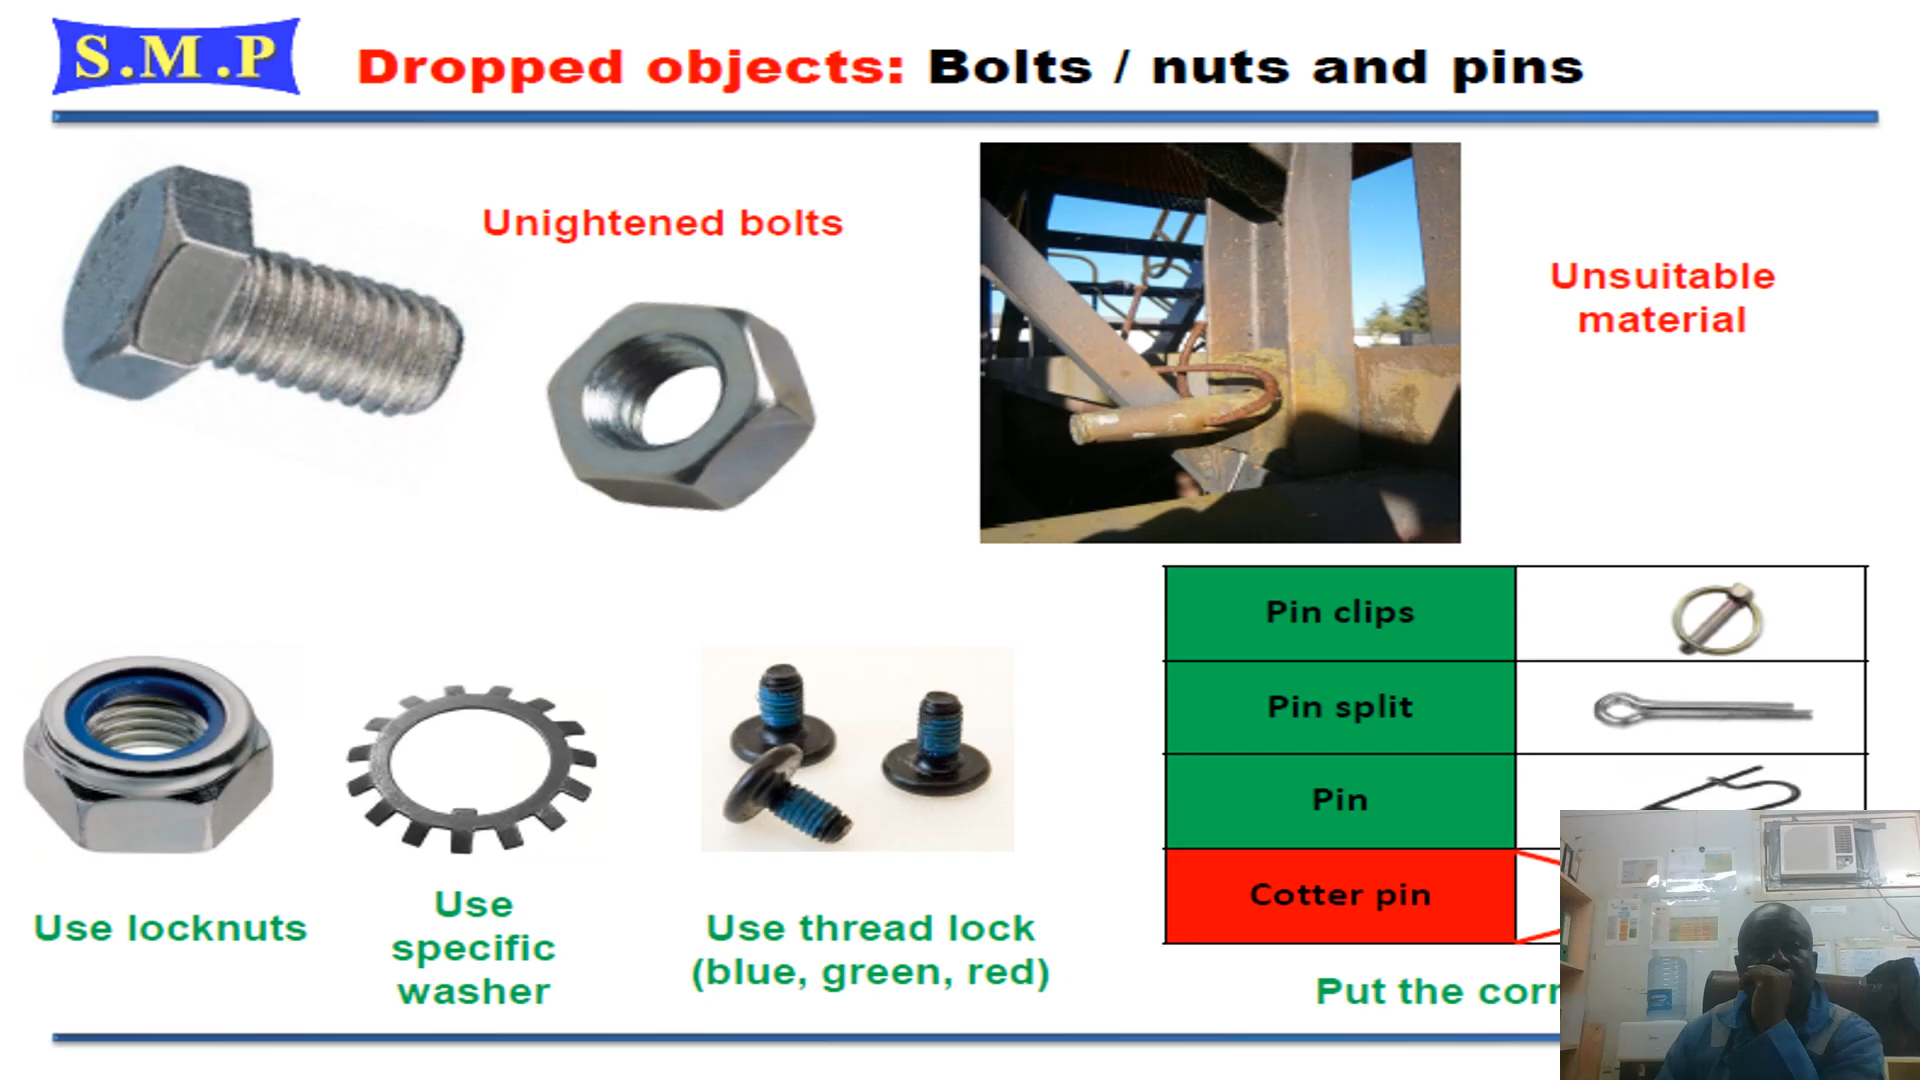 S.M.P
Dropped objects: Bolts / nuts and pins
Unightened bolts
Unsuitable
material
Pin clips
Pin split
Pin
Cotter pin
Use locknuts
Use
specific
washer
Use thread lock
(blue, green, red)
Put the corr